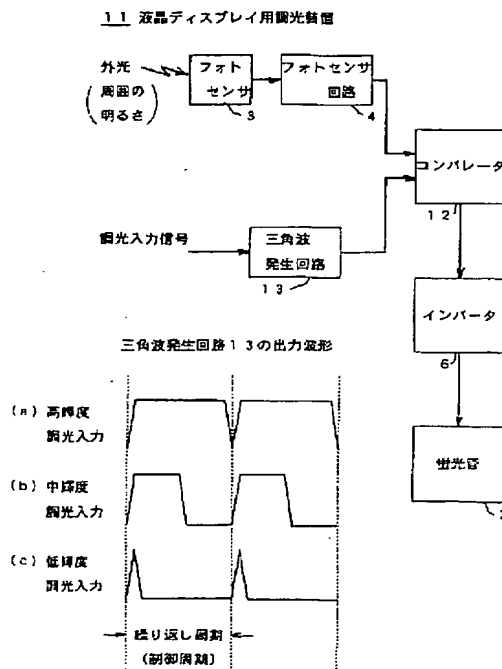 11 液晶ディスプレイ用調光装置
外光
(周囲の
明るさ)
フォト
センサ
3
フォトセンサ
回路
4
コンパレータ
12
調光入力信号
三角波
発生回路
13
インバータ
6
三角波発生回路13の出力波形
蛍光管
(a) 高輝度
調光入力
(b) 中輝度
調光入力
(c) 低輝度
調光入力
繰り返し周期
(制御周期)